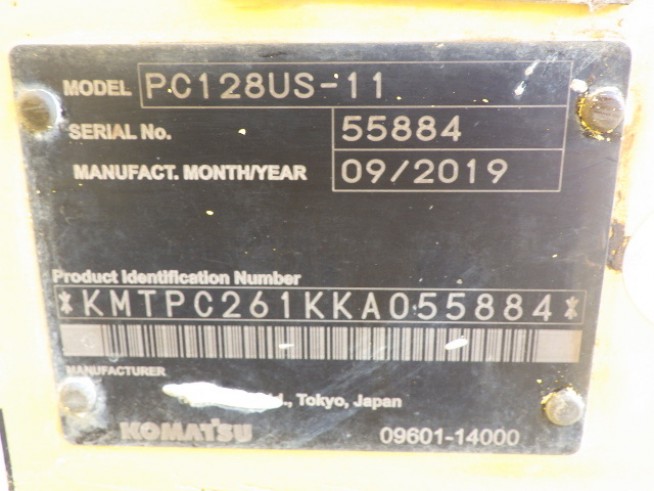 MODEL PC128US-11
SERIAL No. 55884
MANUFACT. MONTH/YEAR 09/2019
Product Identification Number
*KMTPC261KKA055884*
MANUFACTURER
Ltd., Tokyo, Japan
KOMATSU 09601-14000